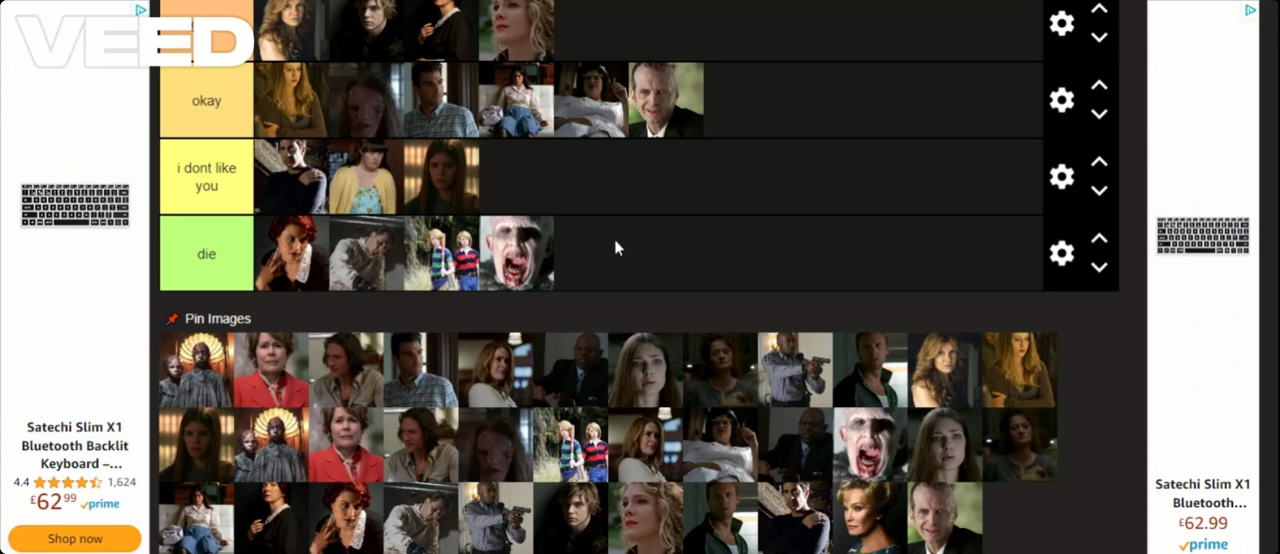 VEED
okay
i dont like
you
die
Pin Images
Satechi Slim X1
Bluetooth Backlit
Keyboard –...
4.4
1,624
£62 99
prime
Shop now
Satechi Slim X1
Bluetooth...
£62.99
prime